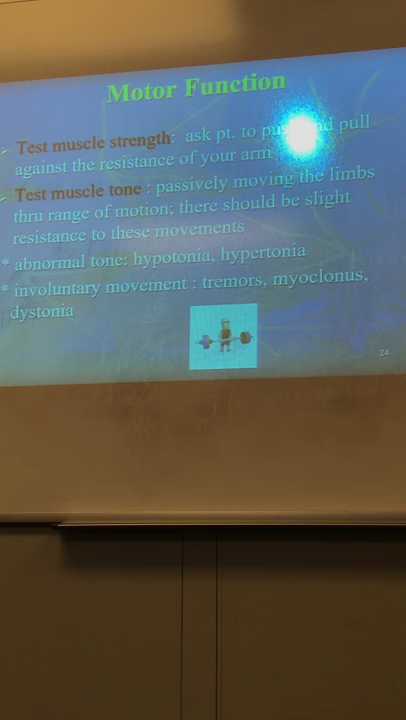 Motor Function
Test muscle strength: ask pt. to push and pull
against the resistance of your arm
Test muscle tone : passively moving the limbs
thru range of motion; there should be slight
resistance to these movements
* abnormal tone: hypotonia, hypertonia
* involuntary movement : tremors, myoclonus,
dystonia
24